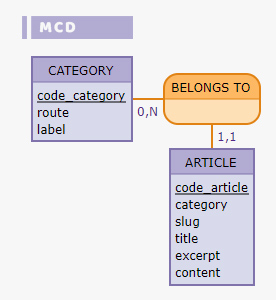 MCD
CATEGORY
code_category
route
label
0,N
BELONGS TO
1,1
ARTICLE
code_article
category
slug
title
excerpt
content